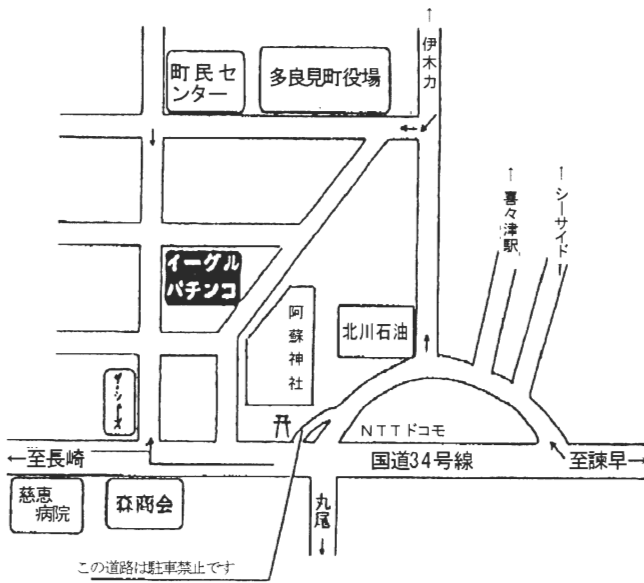 ↑
伊木力
町民セ
ンター
多良見町役場
↑
喜々津駅
↑
シーサイド
イーグル
パチンコ
阿蘇神社
北川石油
ザ・シューズ
NTTドコモ
←至長崎
国道34号線
至諫早→
慈恵
病院
森商会
丸尾
↓
この道路は駐車禁止です